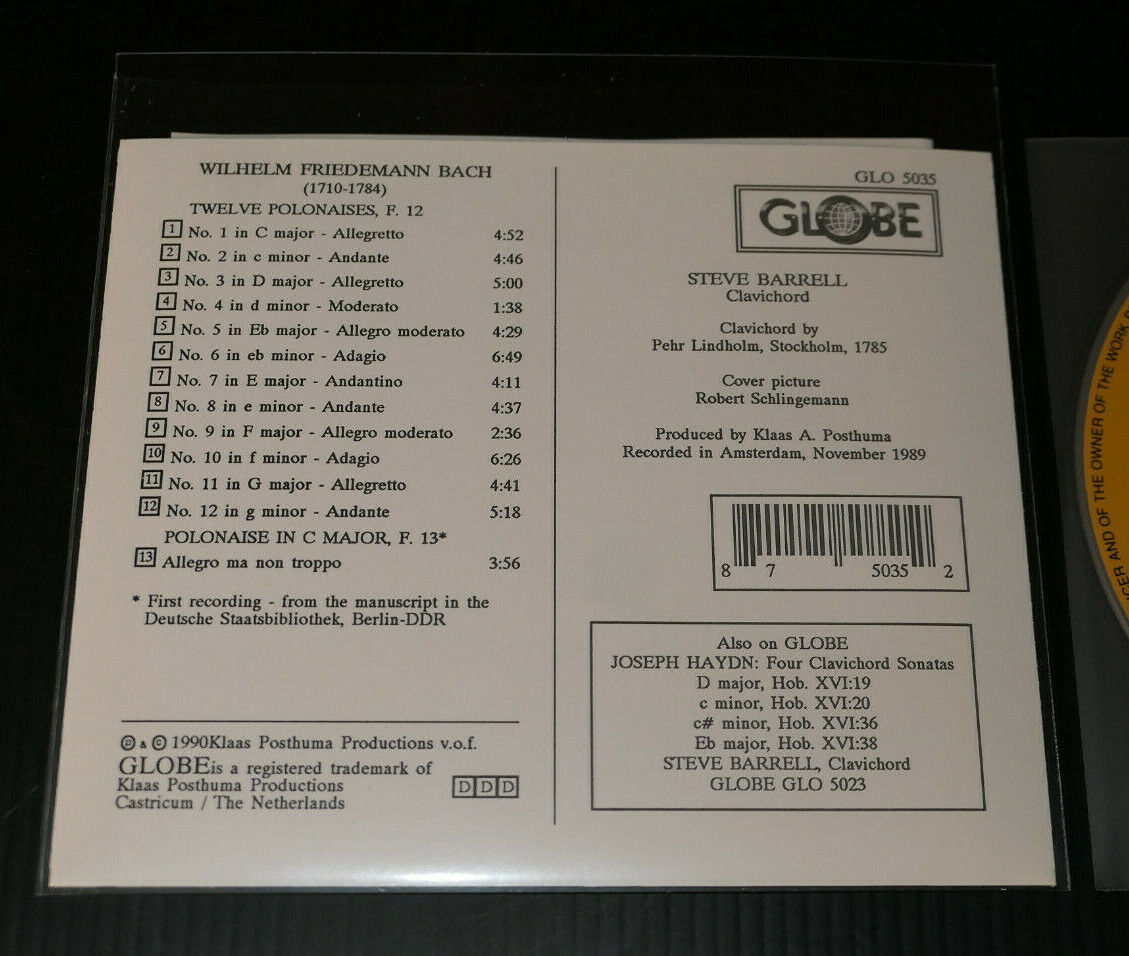 WILHELM FRIEDEMANN BACH
(1710-1784)
TWELVE POLONAISES, F. 12
1 No. 1 in C major - Allegretto 4:52
2 No. 2 in c minor - Andante 4:46
3 No. 3 in D major - Allegretto 5:00
4 No. 4 in d minor - Moderato 1:38
5 No. 5 in Eb major - Allegro moderato 4:29
6 No. 6 in eb minor - Adagio 6:49
7 No. 7 in E major - Andantino 4:11
8 No. 8 in e minor - Andante 4:37
9 No. 9 in F major - Allegro moderato 2:36
10 No. 10 in f minor - Adagio 6:26
11 No. 11 in G major - Allegretto 4:41
12 No. 12 in g minor - Andante 5:18
POLONAISE IN C MAJOR, F. 13*
13 Allegro ma non troppo 3:56
* First recording - from the manuscript in the
Deutsche Staatsbibliothek, Berlin-DDR
℗ & © 1990Klaas Posthuma Productions v.o.f.
GLOBEis a registered trademark of
Klaas Posthuma Productions
Castricum / The Netherlands
DDD
GLO 5035
GLOBE
STEVE BARRELL
Clavichord
Clavichord by
Pehr Lindholm, Stockholm, 1785
Cover picture
Robert Schlingemann
Produced by Klaas A. Posthuma
Recorded in Amsterdam, November 1989
8 7 5035 2
Also on GLOBE
JOSEPH HAYDN: Four Clavichord Sonatas
D major, Hob. XVI:19
c minor, Hob. XVI:20
c# minor, Hob. XVI:36
Eb major, Hob. XVI:38
STEVE BARRELL, Clavichord
GLOBE GLO 5023
AND OF THE OWNER OF THE WORK